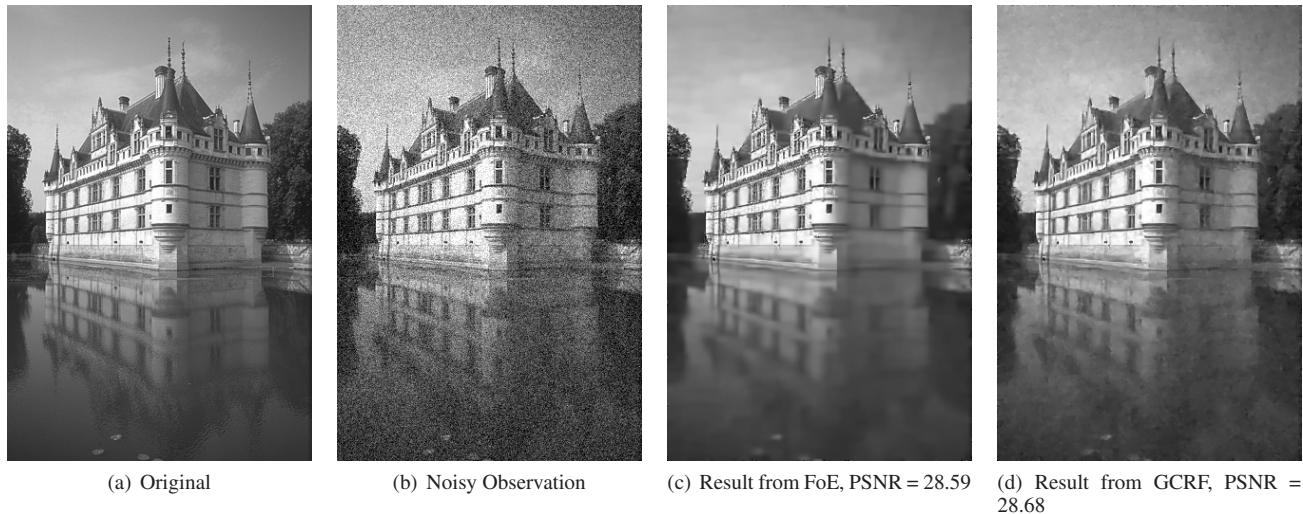 (a) Original
(b) Noisy Observation
(c) Result from FoE, PSNR = 28.59
(d) Result from GCRF, PSNR =
28.68